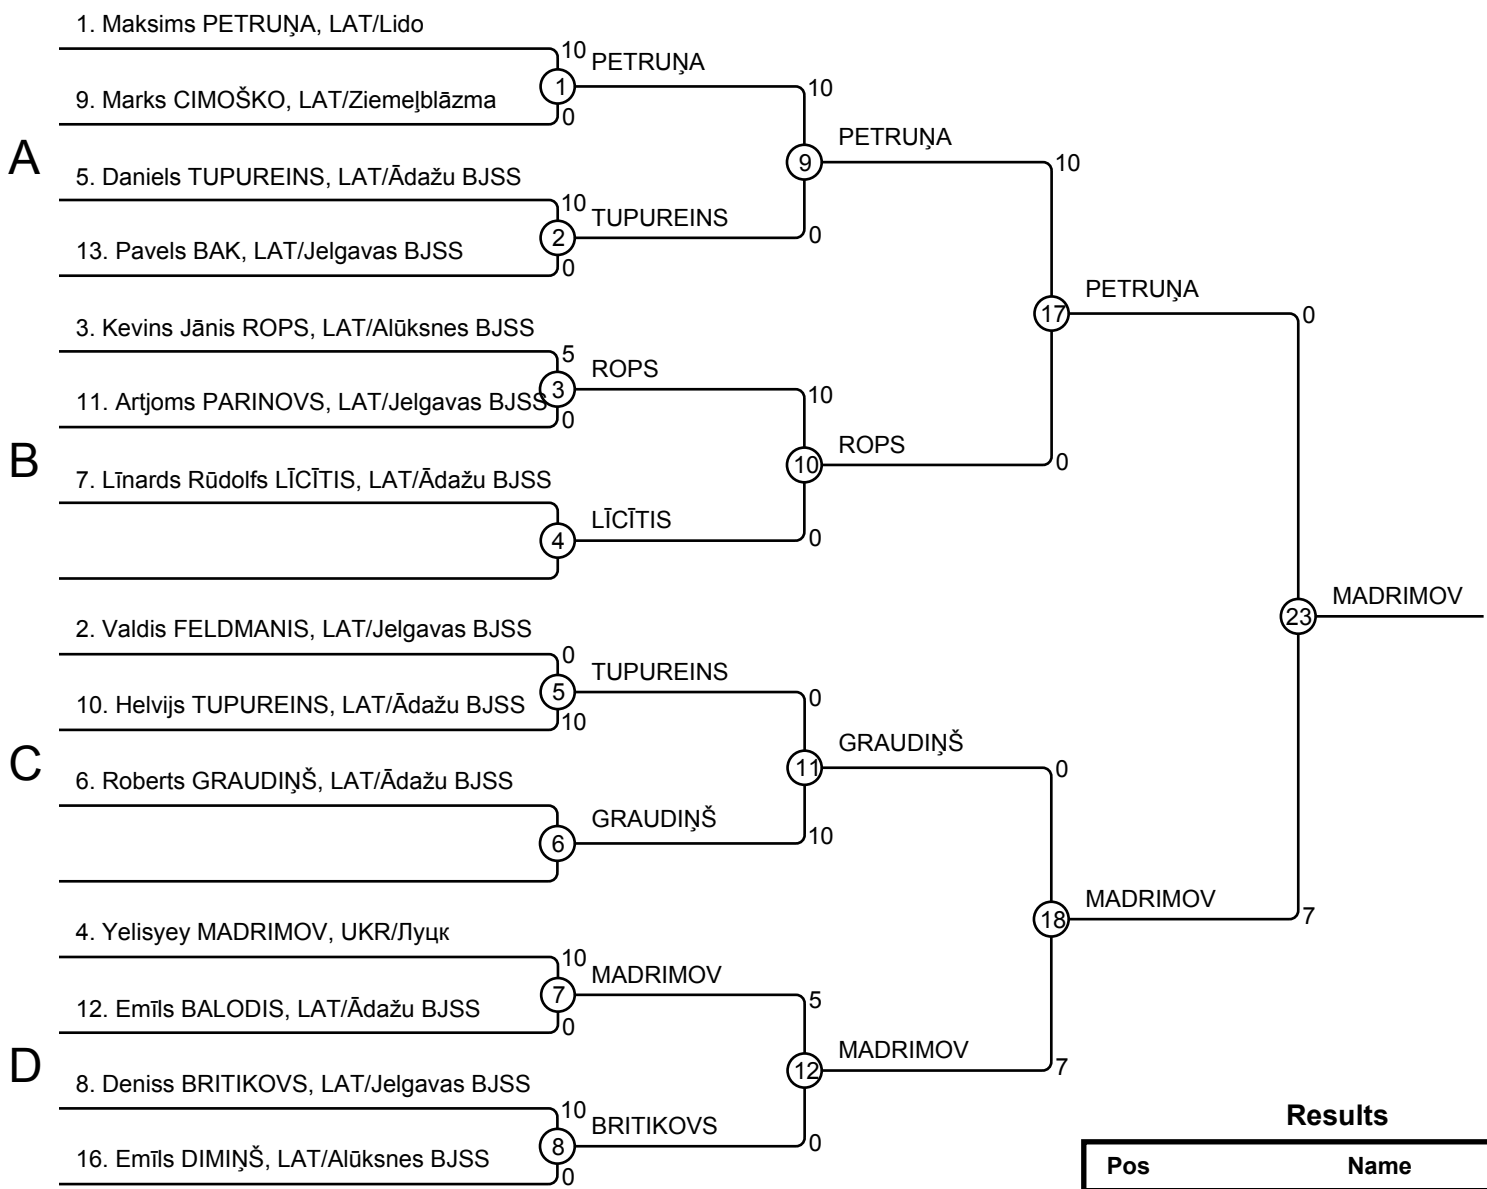 1. Maksims PETRUŅA, LAT/Lido
10
PETRUŅA
1
10
9. Marks CIMOŠKO, LAT/Ziemeļblāzma
0
PETRUŅA
A
9
10
5. Daniels TUPUREINS, LAT/Ādažu BJSS
10
TUPUREINS
2
0
13. Pavels BAK, LAT/Jelgavas BJSS
0
PETRUŅA
17
0
3. Kevins Jānis ROPS, LAT/Alūksnes BJSS
5
ROPS
3
10
11. Artjoms PARINOVS, LAT/Jelgavas BJSS
0
ROPS
B
10
0
7. Līnards Rūdolfs LĪCĪTIS, LAT/Ādažu BJSS
LĪCĪTIS
4
0
MADRIMOV
23
2. Valdis FELDMANIS, LAT/Jelgavas BJSS
0
TUPUREINS
5
0
10. Helvijs TUPUREINS, LAT/Ādažu BJSS
10
GRAUDIŅŠ
C
11
0
6. Roberts GRAUDIŅŠ, LAT/Ādažu BJSS
GRAUDIŅŠ
6
10
MADRIMOV
18
7
4. Yelisyey MADRIMOV, UKR/Луцк
10
MADRIMOV
7
5
12. Emīls BALODIS, LAT/Ādažu BJSS
0
MADRIMOV
D
12
7
8. Deniss BRITIKOVS, LAT/Jelgavas BJSS
10
BRITIKOVS
8
0
16. Emīls DIMIŅŠ, LAT/Alūksnes BJSS
0
Results
Pos Name